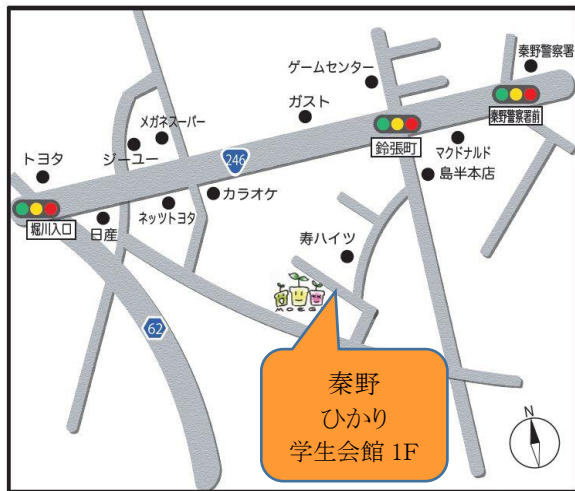 秦野警察署
ゲームセンター
ガスト
秦野警察署前
メガネスーパー
鈴張町
マクドナルド
ジーユー
トヨタ
246
島半本店
カラオケ
堀川入口
ネッツトヨタ
日産
寿ハイツ
MOEGI
62
秦野
ひかり
学生会館 1F
N